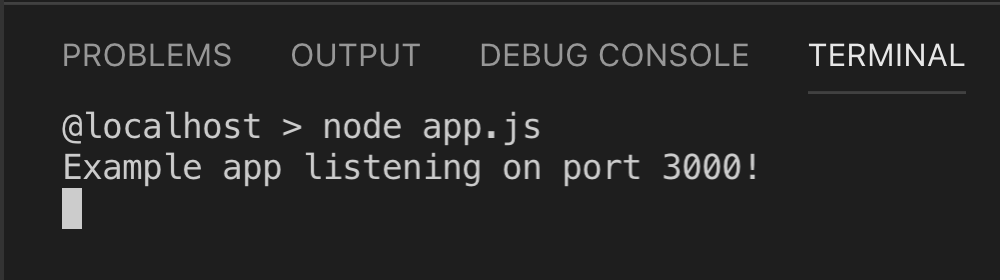 PROBLEMS OUTPUT DEBUG CONSOLE TERMINAL
@localhost > node app.js
Example app listening on port 3000!